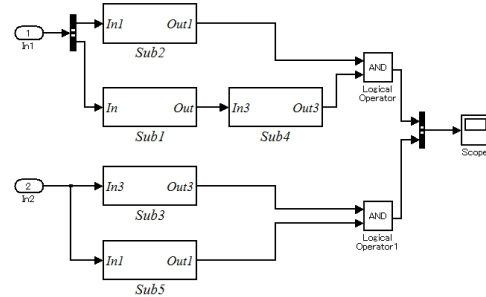 1
In1
In1 Out1
Sub2
In Out
Sub1
In3 Out3
Sub4
AND
Logical
Operator
Scope
2
In2
In3 Out3
Sub3
In1 Out1
Sub5
AND
Logical
Operator1